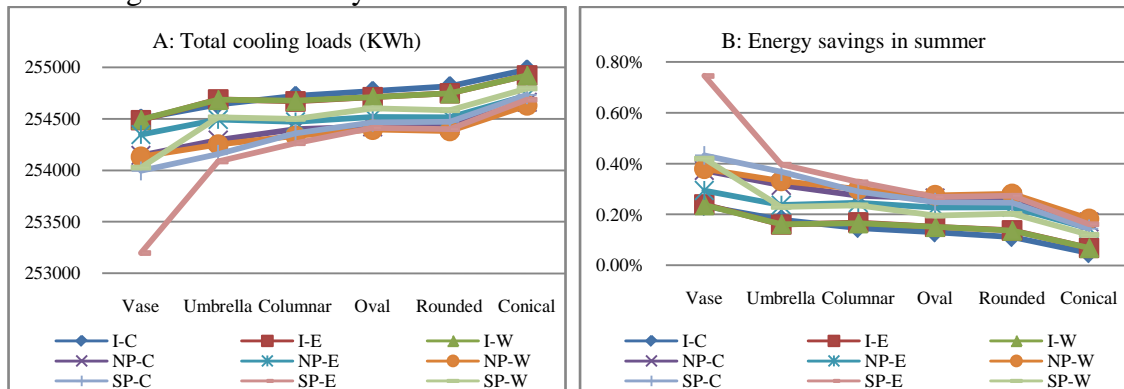 A: Total cooling loads (KWh)
255000
254500
254000
253500
253000
Vase Umbrella Columnar Oval Rounded Conical
I-C I-E I-W
NP-C NP-E NP-W
SP-C SP-E SP-W
B: Energy savings in summer
0.80%
0.60%
0.40%
0.20%
0.00%
Vase Umbrella Columnar Oval Rounded Conical
I-C I-E I-W
NP-C NP-E NP-W
SP-C SP-E SP-W